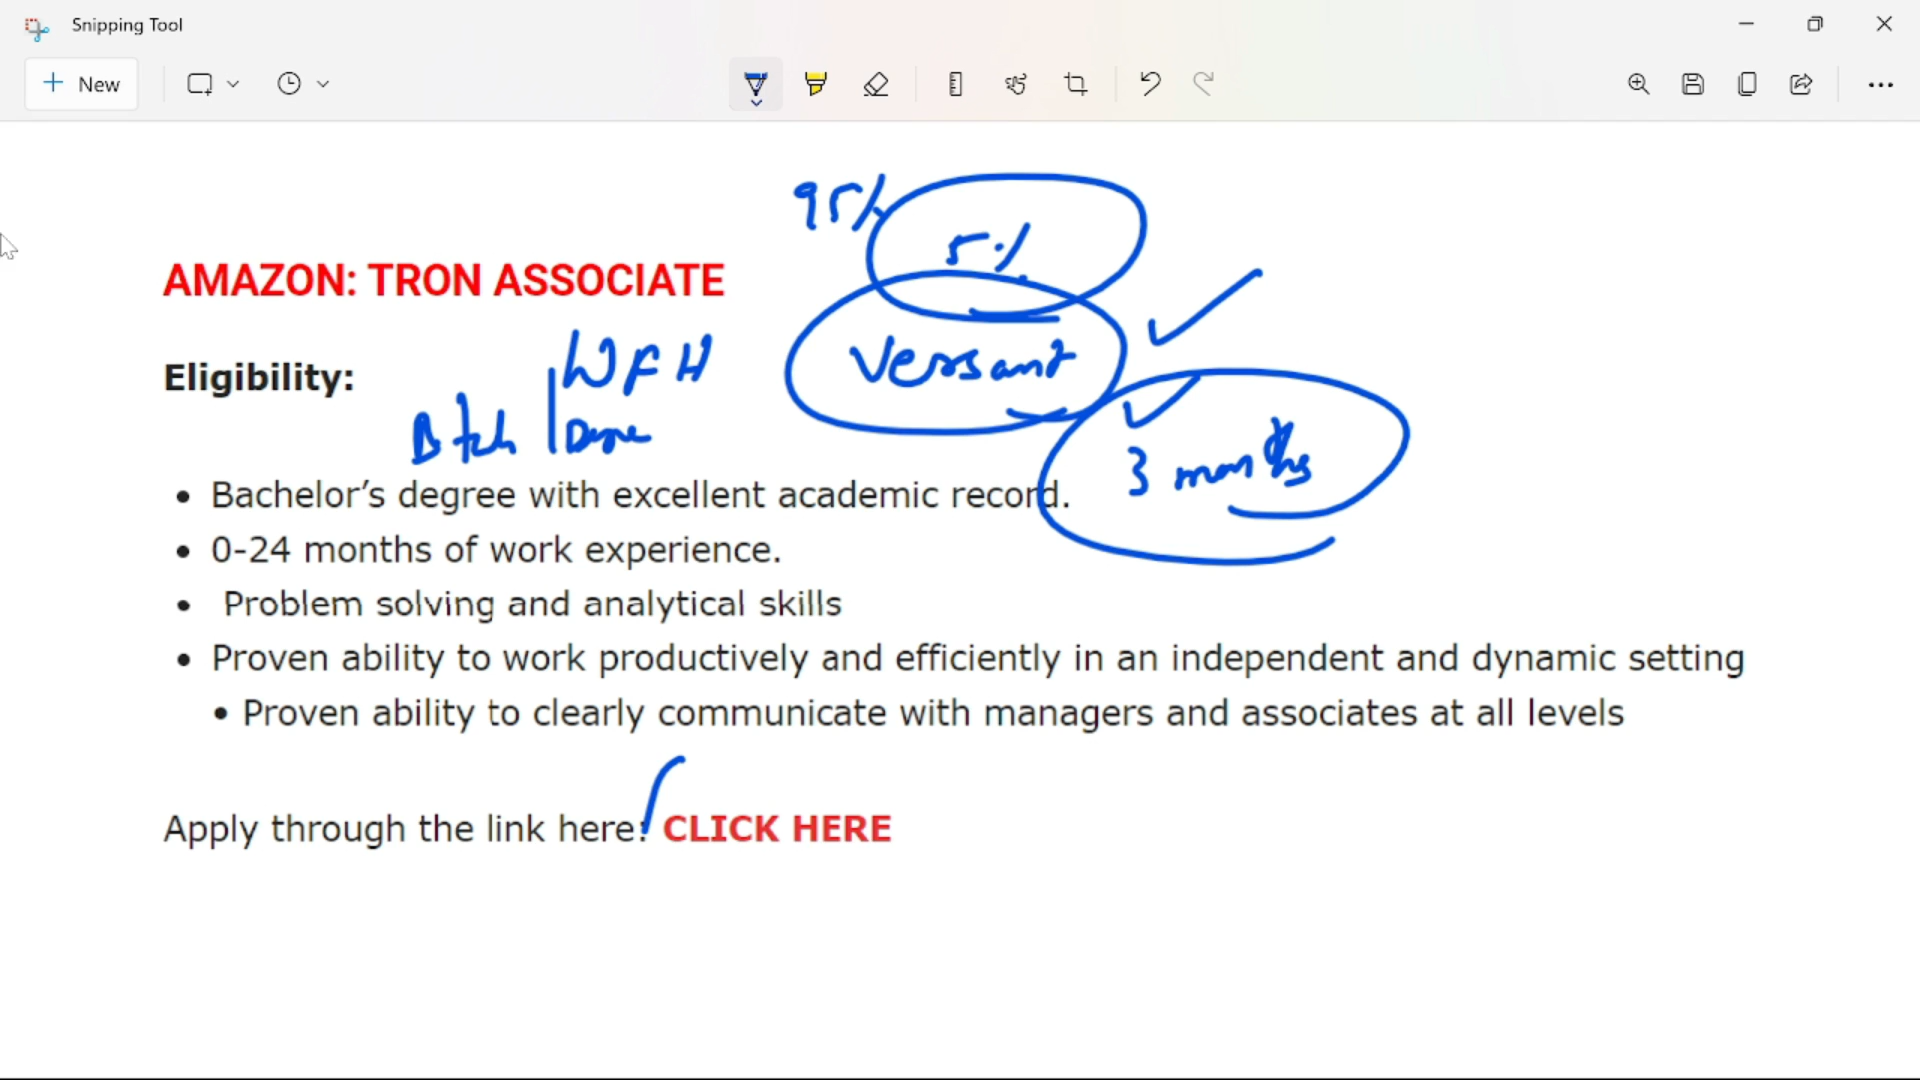 Snipping Tool
New
95%
5%
AMAZON: TRON ASSOCIATE
WFH
Versant
Eligibility:
Btch
3 months
• Bachelor’s degree with excellent academic record.
• 0-24 months of work experience.
• Problem solving and analytical skills
• Proven ability to work productively and efficiently in an independent and dynamic setting
• Proven ability to clearly communicate with managers and associates at all levels
Apply through the link here: CLICK HERE